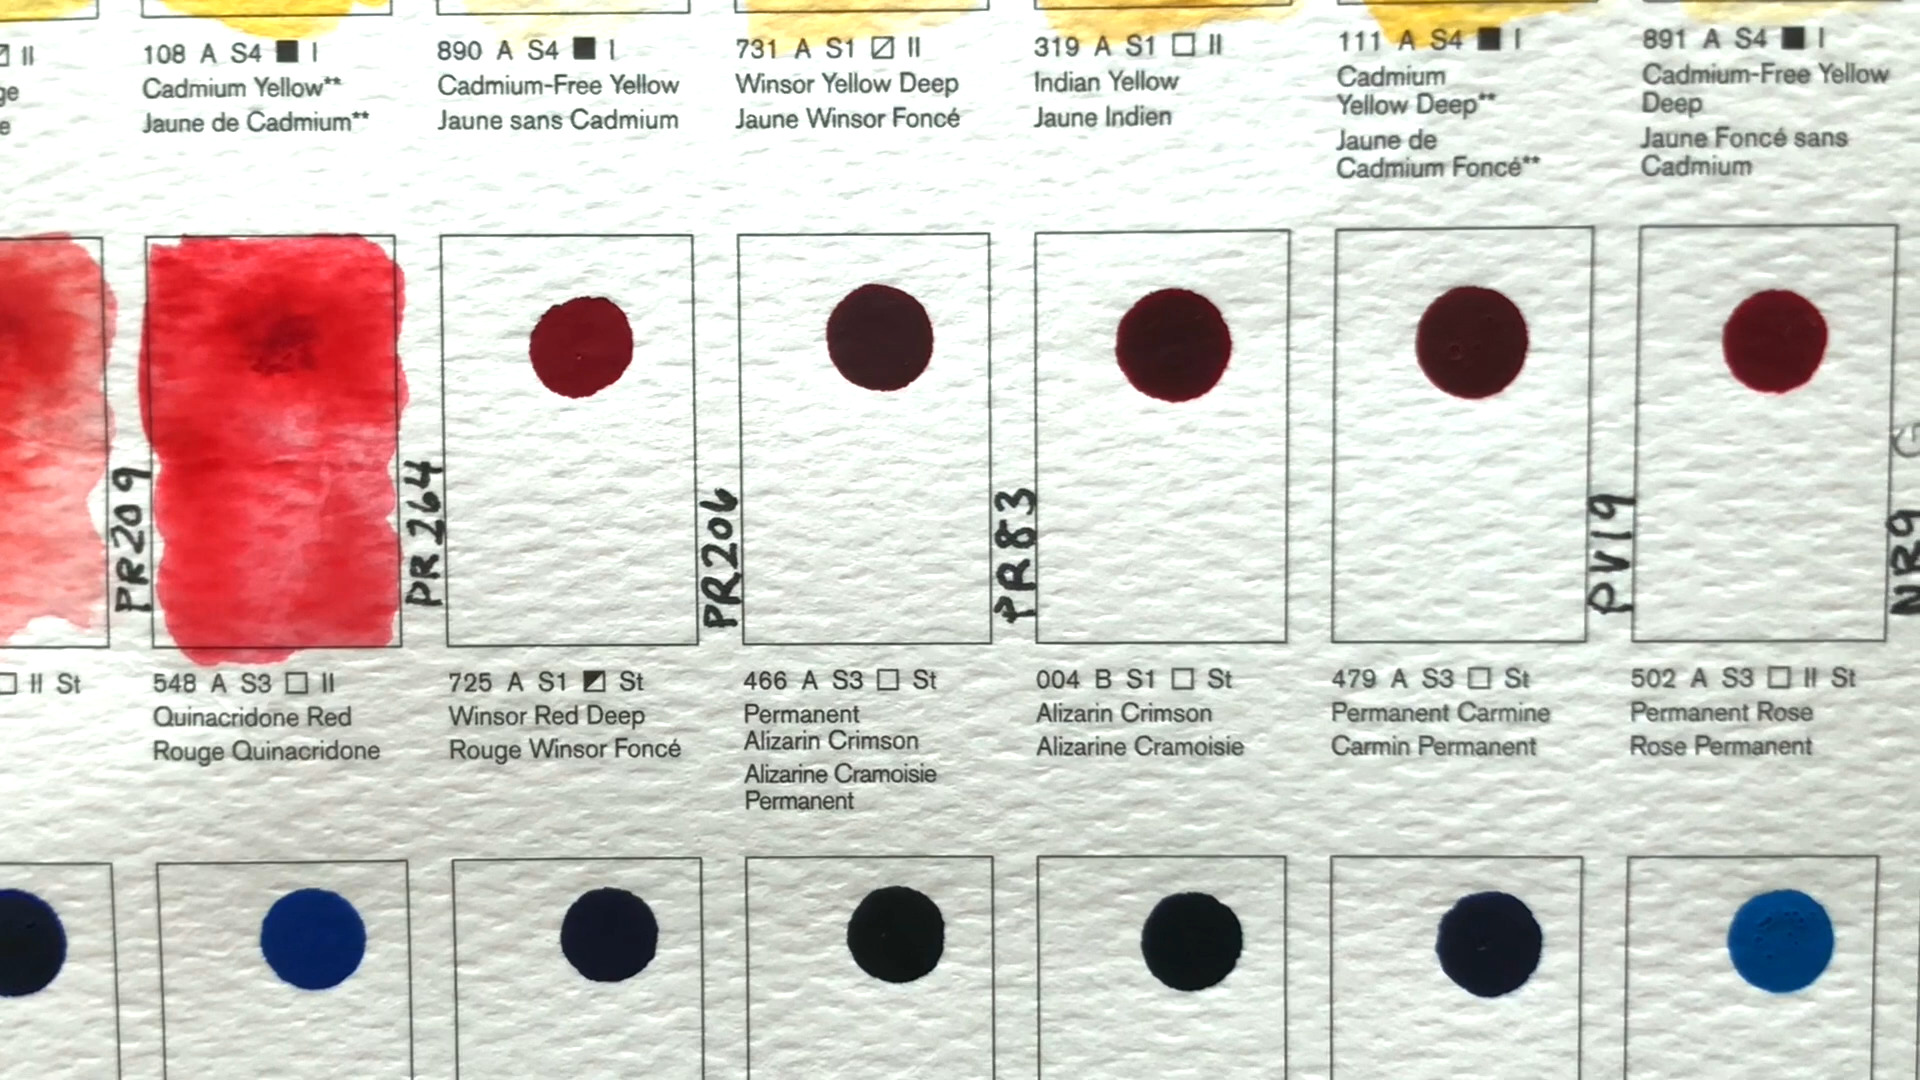 II
ge
e
108 A S4 ■ I
Cadmium Yellow**
Jaune de Cadmium**
890 A S4 ■ I
Cadmium-Free Yellow
Jaune sans Cadmium
731 A S1 ⧄ II
Winsor Yellow Deep
Jaune Winsor Foncé
319 A S1 □ II
Indian Yellow
Jaune Indien
111 A S4 ■ I
Cadmium
Yellow Deep**
Jaune de
Cadmium Foncé**
891 A S4 ■ I
Cadmium-Free Yellow
Deep
Jaune Foncé sans
Cadmium
PR209
PR264
PR206
PR83
PV19
NR9
□ II St
548 A S3 □ II
Quinacridone Red
Rouge Quinacridone
725 A S1 ◩ St
Winsor Red Deep
Rouge Winsor Foncé
466 A S3 □ St
Permanent
Alizarin Crimson
Alizarine Cramoisie
Permanent
004 B S1 □ St
Alizarin Crimson
Alizarine Cramoisie
479 A S3 □ St
Permanent Carmine
Carmin Permanent
502 A S3 □ II St
Permanent Rose
Rose Permanent